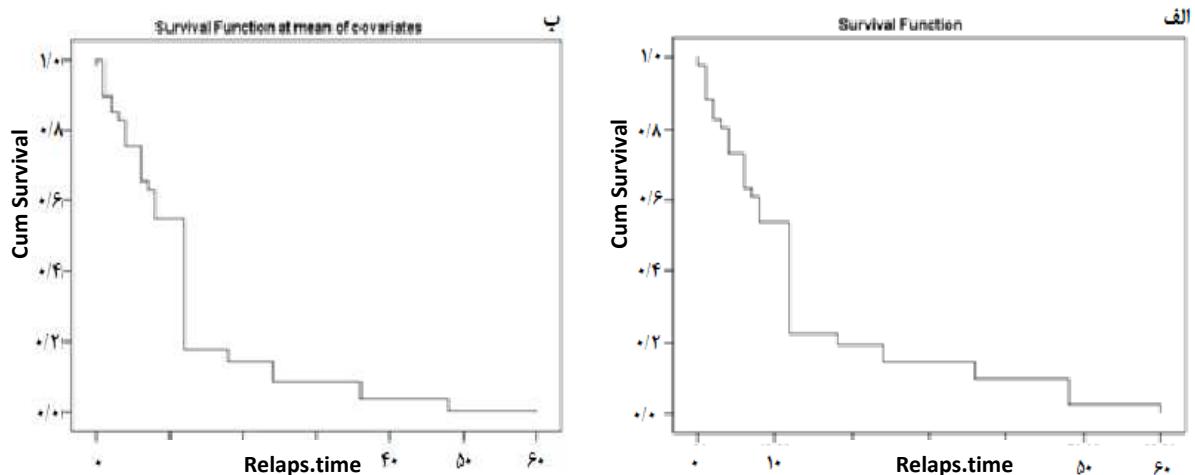 الف
Survival Function
Cum Survival
۱/۰
۰/۸
۰/۶
۰/۴
۰/۲
۰/۰
۰ ۱۰ ۵۰ ۶۰
Relaps.time
ب
Survival Function at mean of covariates
Cum Survival
۱/۰
۰/۸
۰/۶
۰/۴
۰/۲
۰/۰
۰ ۴۰ ۵۰ ۶۰
Relaps.time